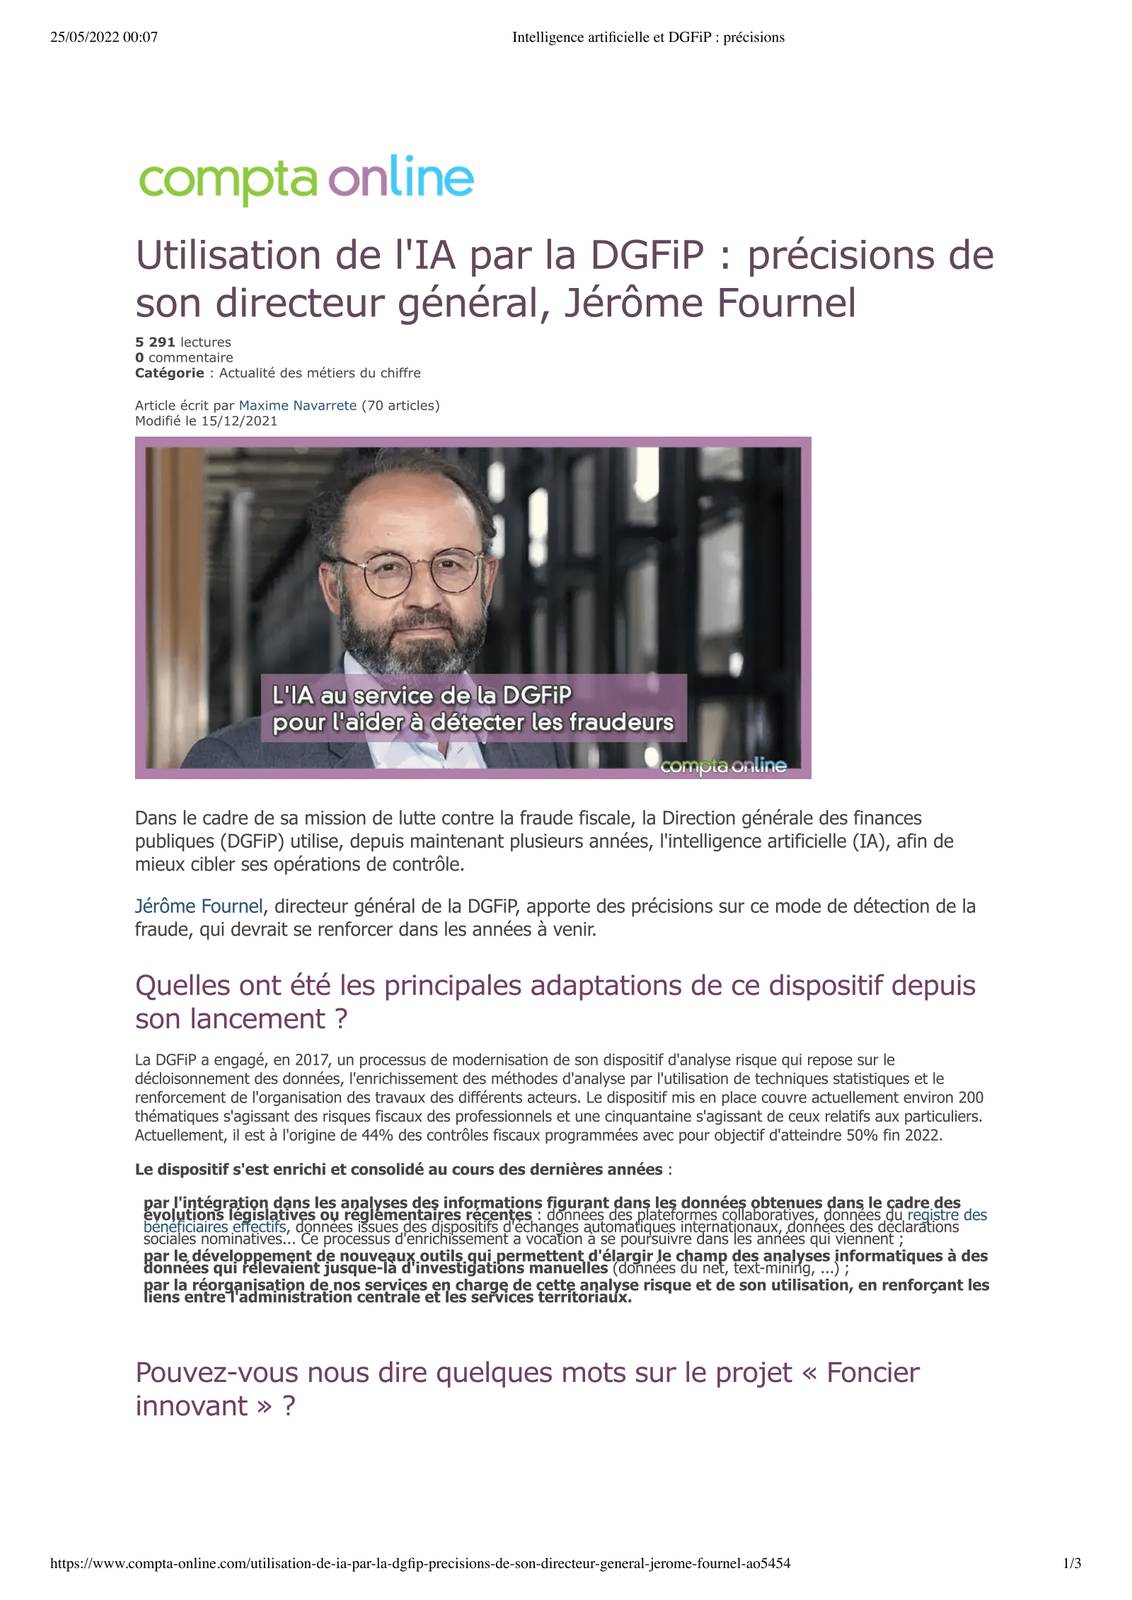 25/05/2022 00:07
Intelligence artificielle et DGFiP : précisions
compta online
Utilisation de l'IA par la DGFiP : précisions de
son directeur général, Jérôme Fournel
5 291 lectures
0 commentaire
Catégorie : Actualité des métiers du chiffre
Article écrit par Maxime Navarrete (70 articles)
Modifié le 15/12/2021
L'IA au service de la DGFiP
pour l'aider à détecter les fraudeurs
compta online
Dans le cadre de sa mission de lutte contre la fraude fiscale, la Direction générale des finances
publiques (DGFiP) utilise, depuis maintenant plusieurs années, l'intelligence artificielle (IA), afin de
mieux cibler ses opérations de contrôle.
Jérôme Fournel, directeur général de la DGFiP, apporte des précisions sur ce mode de détection de la
fraude, qui devrait se renforcer dans les années à venir.
Quelles ont été les principales adaptations de ce dispositif depuis
son lancement ?
La DGFiP a engagé, en 2017, un processus de modernisation de son dispositif d'analyse risque qui repose sur le
décloisonnement des données, l'enrichissement des méthodes d'analyse par l'utilisation de techniques statistiques et le
renforcement de l'organisation des travaux des différents acteurs. Le dispositif mis en place couvre actuellement environ 200
thématiques s'agissant des risques fiscaux des professionnels et une cinquantaine s'agissant de ceux relatifs aux particuliers.
Actuellement, il est à l'origine de 44% des contrôles fiscaux programmées avec pour objectif d'atteindre 50% fin 2022.
Le dispositif s'est enrichi et consolidé au cours des dernières années :
par l'intégration dans les analyses des informations figurant dans les données obtenues dans le cadre des
évolutions législatives ou réglementaires récentes : données des plateformes collaboratives, données du registre des
bénéficiaires effectifs, données issues des dispositifs d'échanges automatiques internationaux, données des déclarations
sociales nominatives... Ce processus d'enrichissement a vocation à se poursuivre dans les années qui viennent ;
par le développement de nouveaux outils qui permettent d'élargir le champ des analyses informatiques à des
données qui relevaient jusque-là d'investigations manuelles (données du net, text-mining, ...) ;
par la réorganisation de nos services en charge de cette analyse risque et de son utilisation, en renforçant les
liens entre l'administration centrale et les services territoriaux.
Pouvez-vous nous dire quelques mots sur le projet « Foncier
innovant » ?
https://www.compta-online.com/utilisation-de-ia-par-la-dgfip-precisions-de-son-directeur-general-jerome-fournel-ao5454
1/3